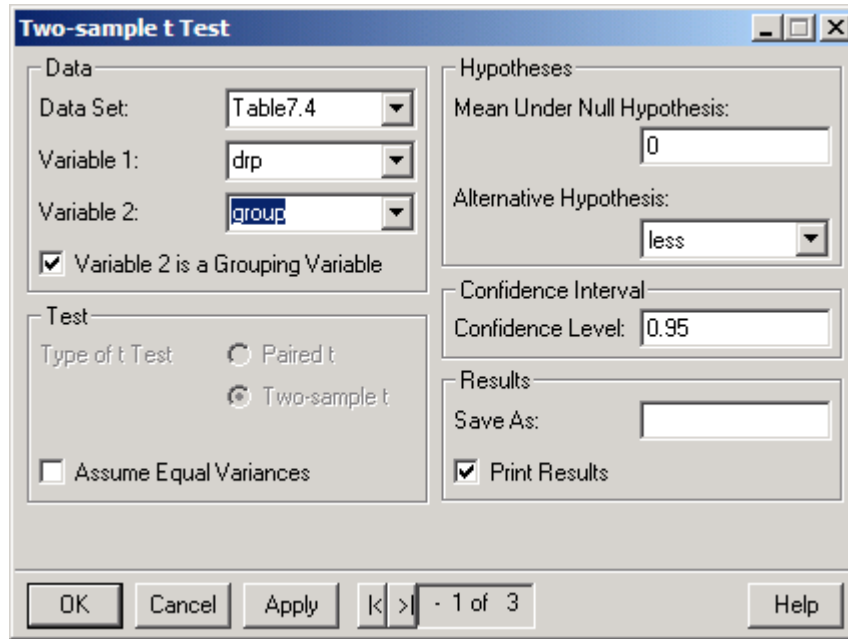 Two-sample t Test
Data
Data Set:
Table7.4
Variable 1:
drp
Variable 2:
group
Variable 2 is a Grouping Variable
Test
Type of t Test
Paired t
Two-sample t
Assume Equal Variances
Hypotheses
Mean Under Null Hypothesis:
0
Alternative Hypothesis:
less
Confidence Interval
Confidence Level:
0.95
Results
Save As:
Print Results
OK
Cancel
Apply
|<
>|
- 1 of 3
Help